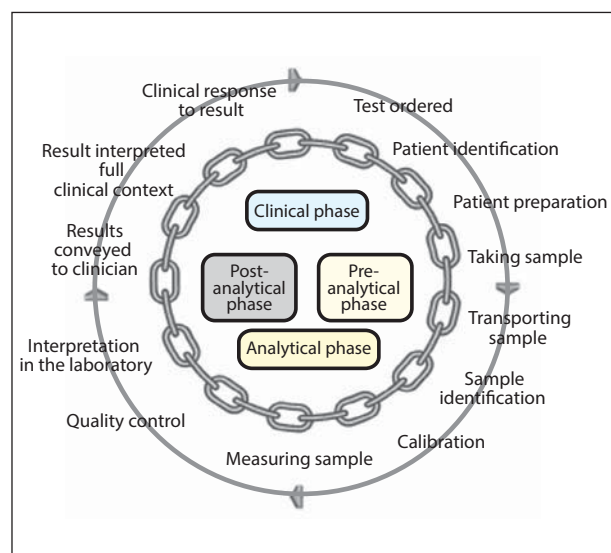 Clinical response
to result
Test ordered
Patient identification
Patient preparation
Taking sample
Transporting
sample
Sample
identification
Calibration
Measuring sample
Quality control
Interpretation
in the laboratory
Results
conveyed
to clinician
Result interpreted
full
clinical context
Clinical phase
Post-
analytical
phase
Pre-
analytical
phase
Analytical phase